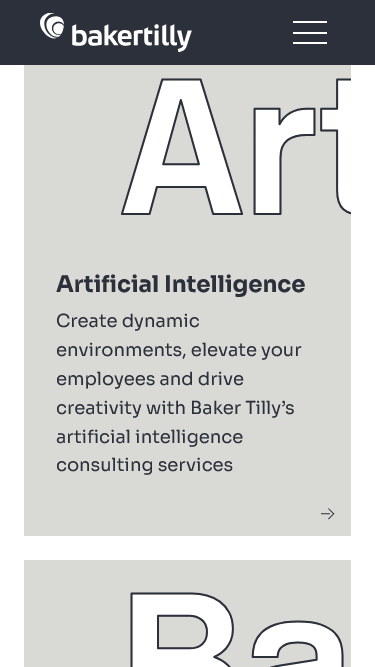 bakertilly
Art
Artificial Intelligence
Create dynamic
environments, elevate your
employees and drive
creativity with Baker Tilly’s
artificial intelligence
consulting services
Ba